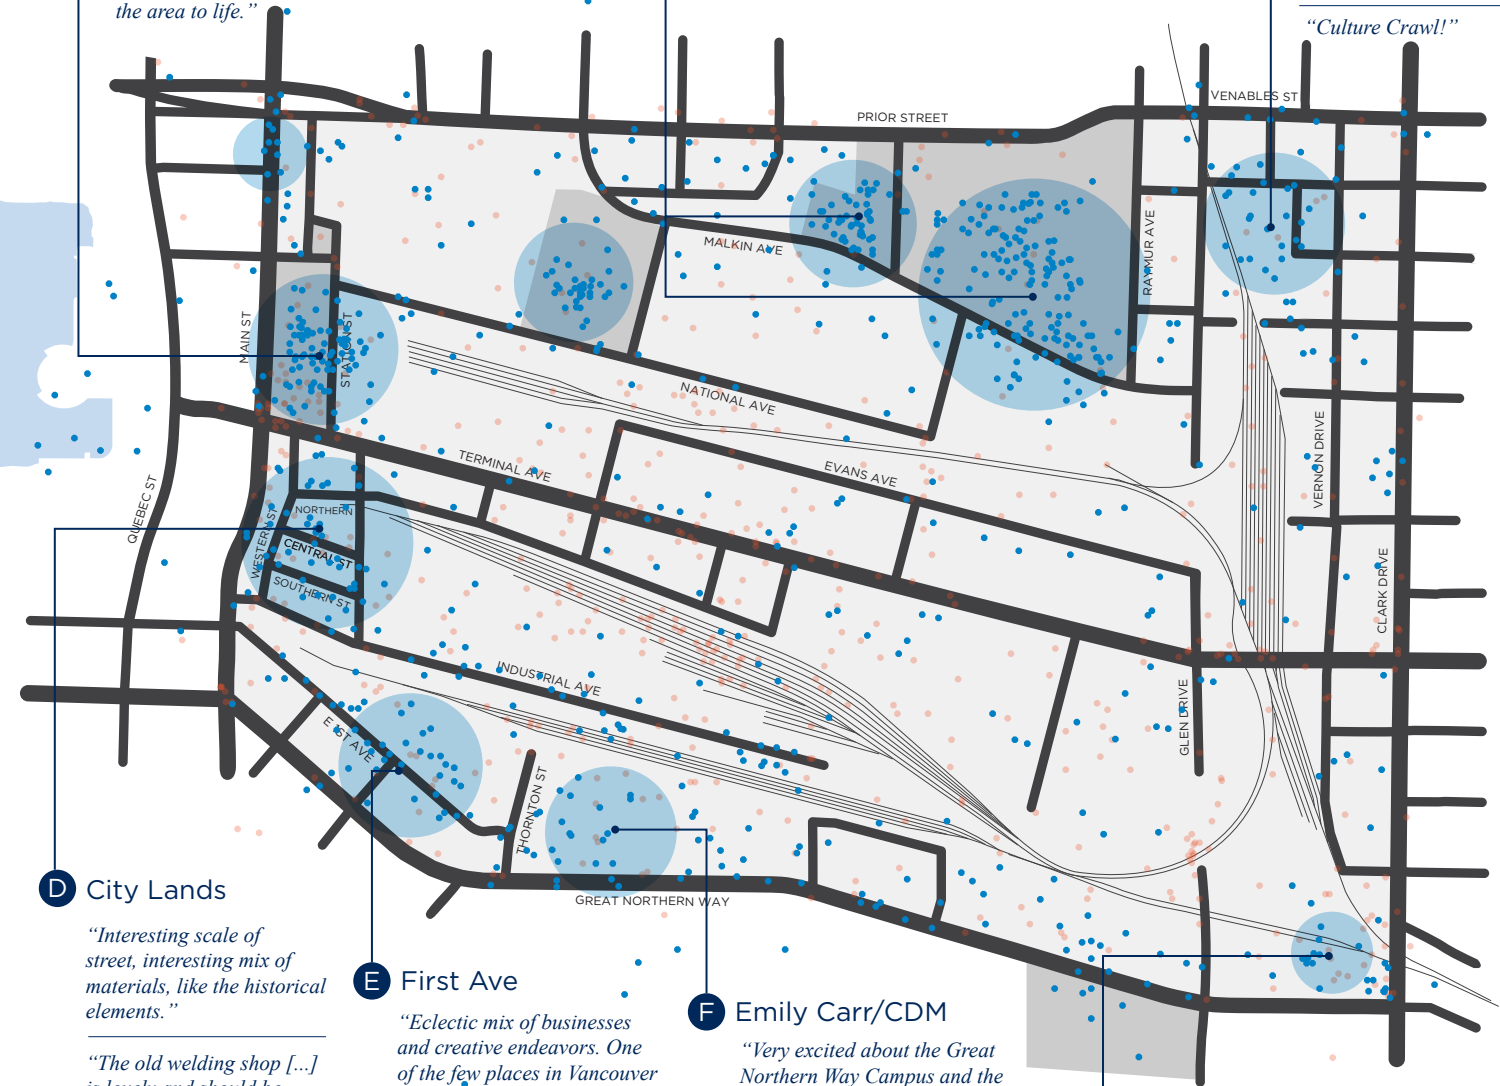 the area to life.”
“Culture Crawl!”
VENABLES ST
PRIOR STREET
MALKIN AVE
RAYMUR AVE
MAIN ST
STATION ST
NATIONAL AVE
TERMINAL AVE
EVANS AVE
VERNON DRIVE
QUEBEC ST
WESTERN ST
NORTHERN
CENTRAL ST
SOUTHERN ST
CLARK DRIVE
INDUSTRIAL AVE
GLEN DRIVE
E 1ST AVE
THORNTON ST
GREAT NORTHERN WAY
D City Lands
“Interesting scale of
street, interesting mix of
materials, like the historical
elements.”
“The old welding shop [...]
is lovely and should be
E First Ave
“Eclectic mix of businesses
and creative endeavors. One
of the few places in Vancouver
F Emily Carr/CDM
“Very excited about the Great
Northern Way Campus and the